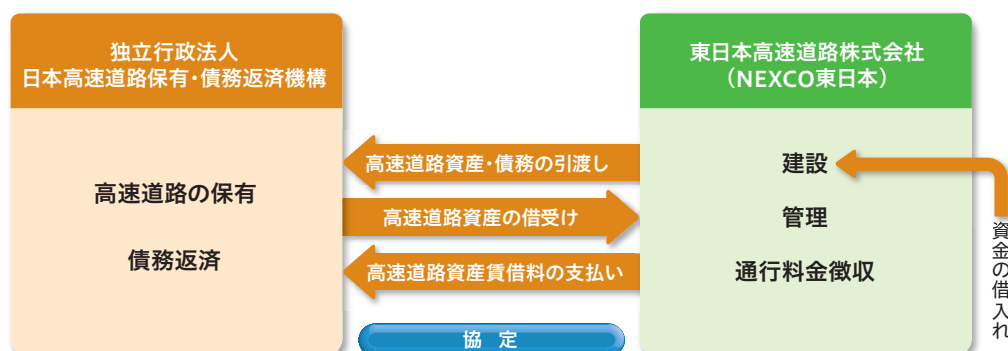 独立行政法人
日本高速道路保有・債務返済機構
高速道路の保有
債務返済
高速道路資産・債務の引渡し
高速道路資産の借受け
高速道路資産賃借料の支払い
協 定
東日本高速道路株式会社
（NEXCO東日本）
建設
管理
通行料金徴収
資金の借入れ